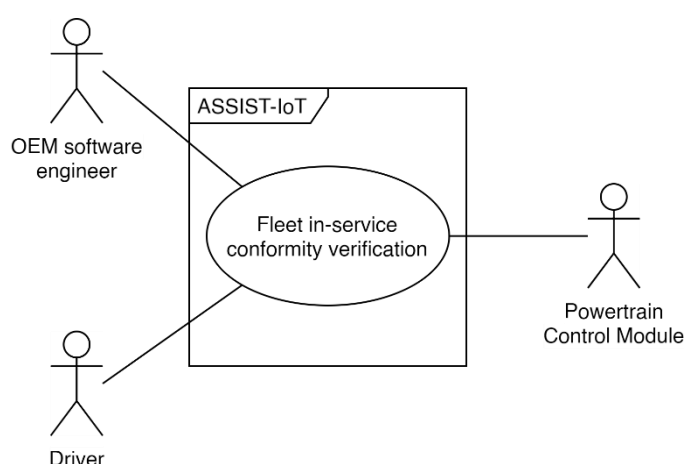 ASSIST-IoT
OEM software
engineer
Fleet in-service
conformity verification
Powertrain
Control Module
Driver